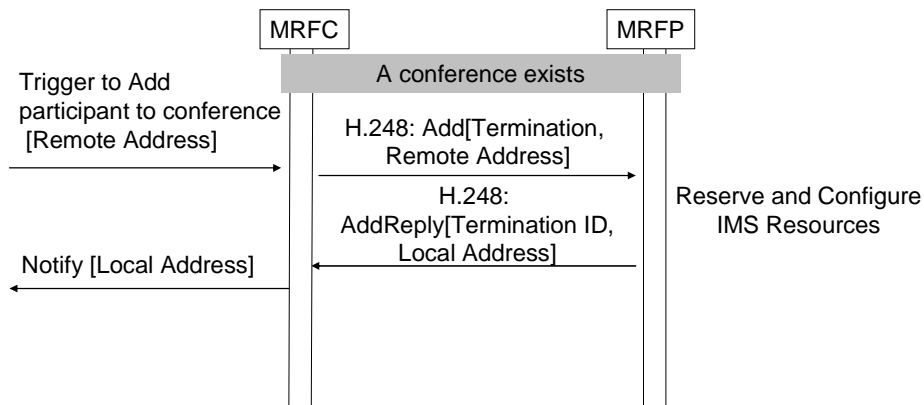 MRFC
MRFP
A conference exists
Trigger to Add
participant to conference
[Remote Address]
H.248: Add[Termination,
Remote Address]
H.248:
AddReply[Termination ID,
Local Address]
Reserve and Configure
IMS Resources
Notify [Local Address]